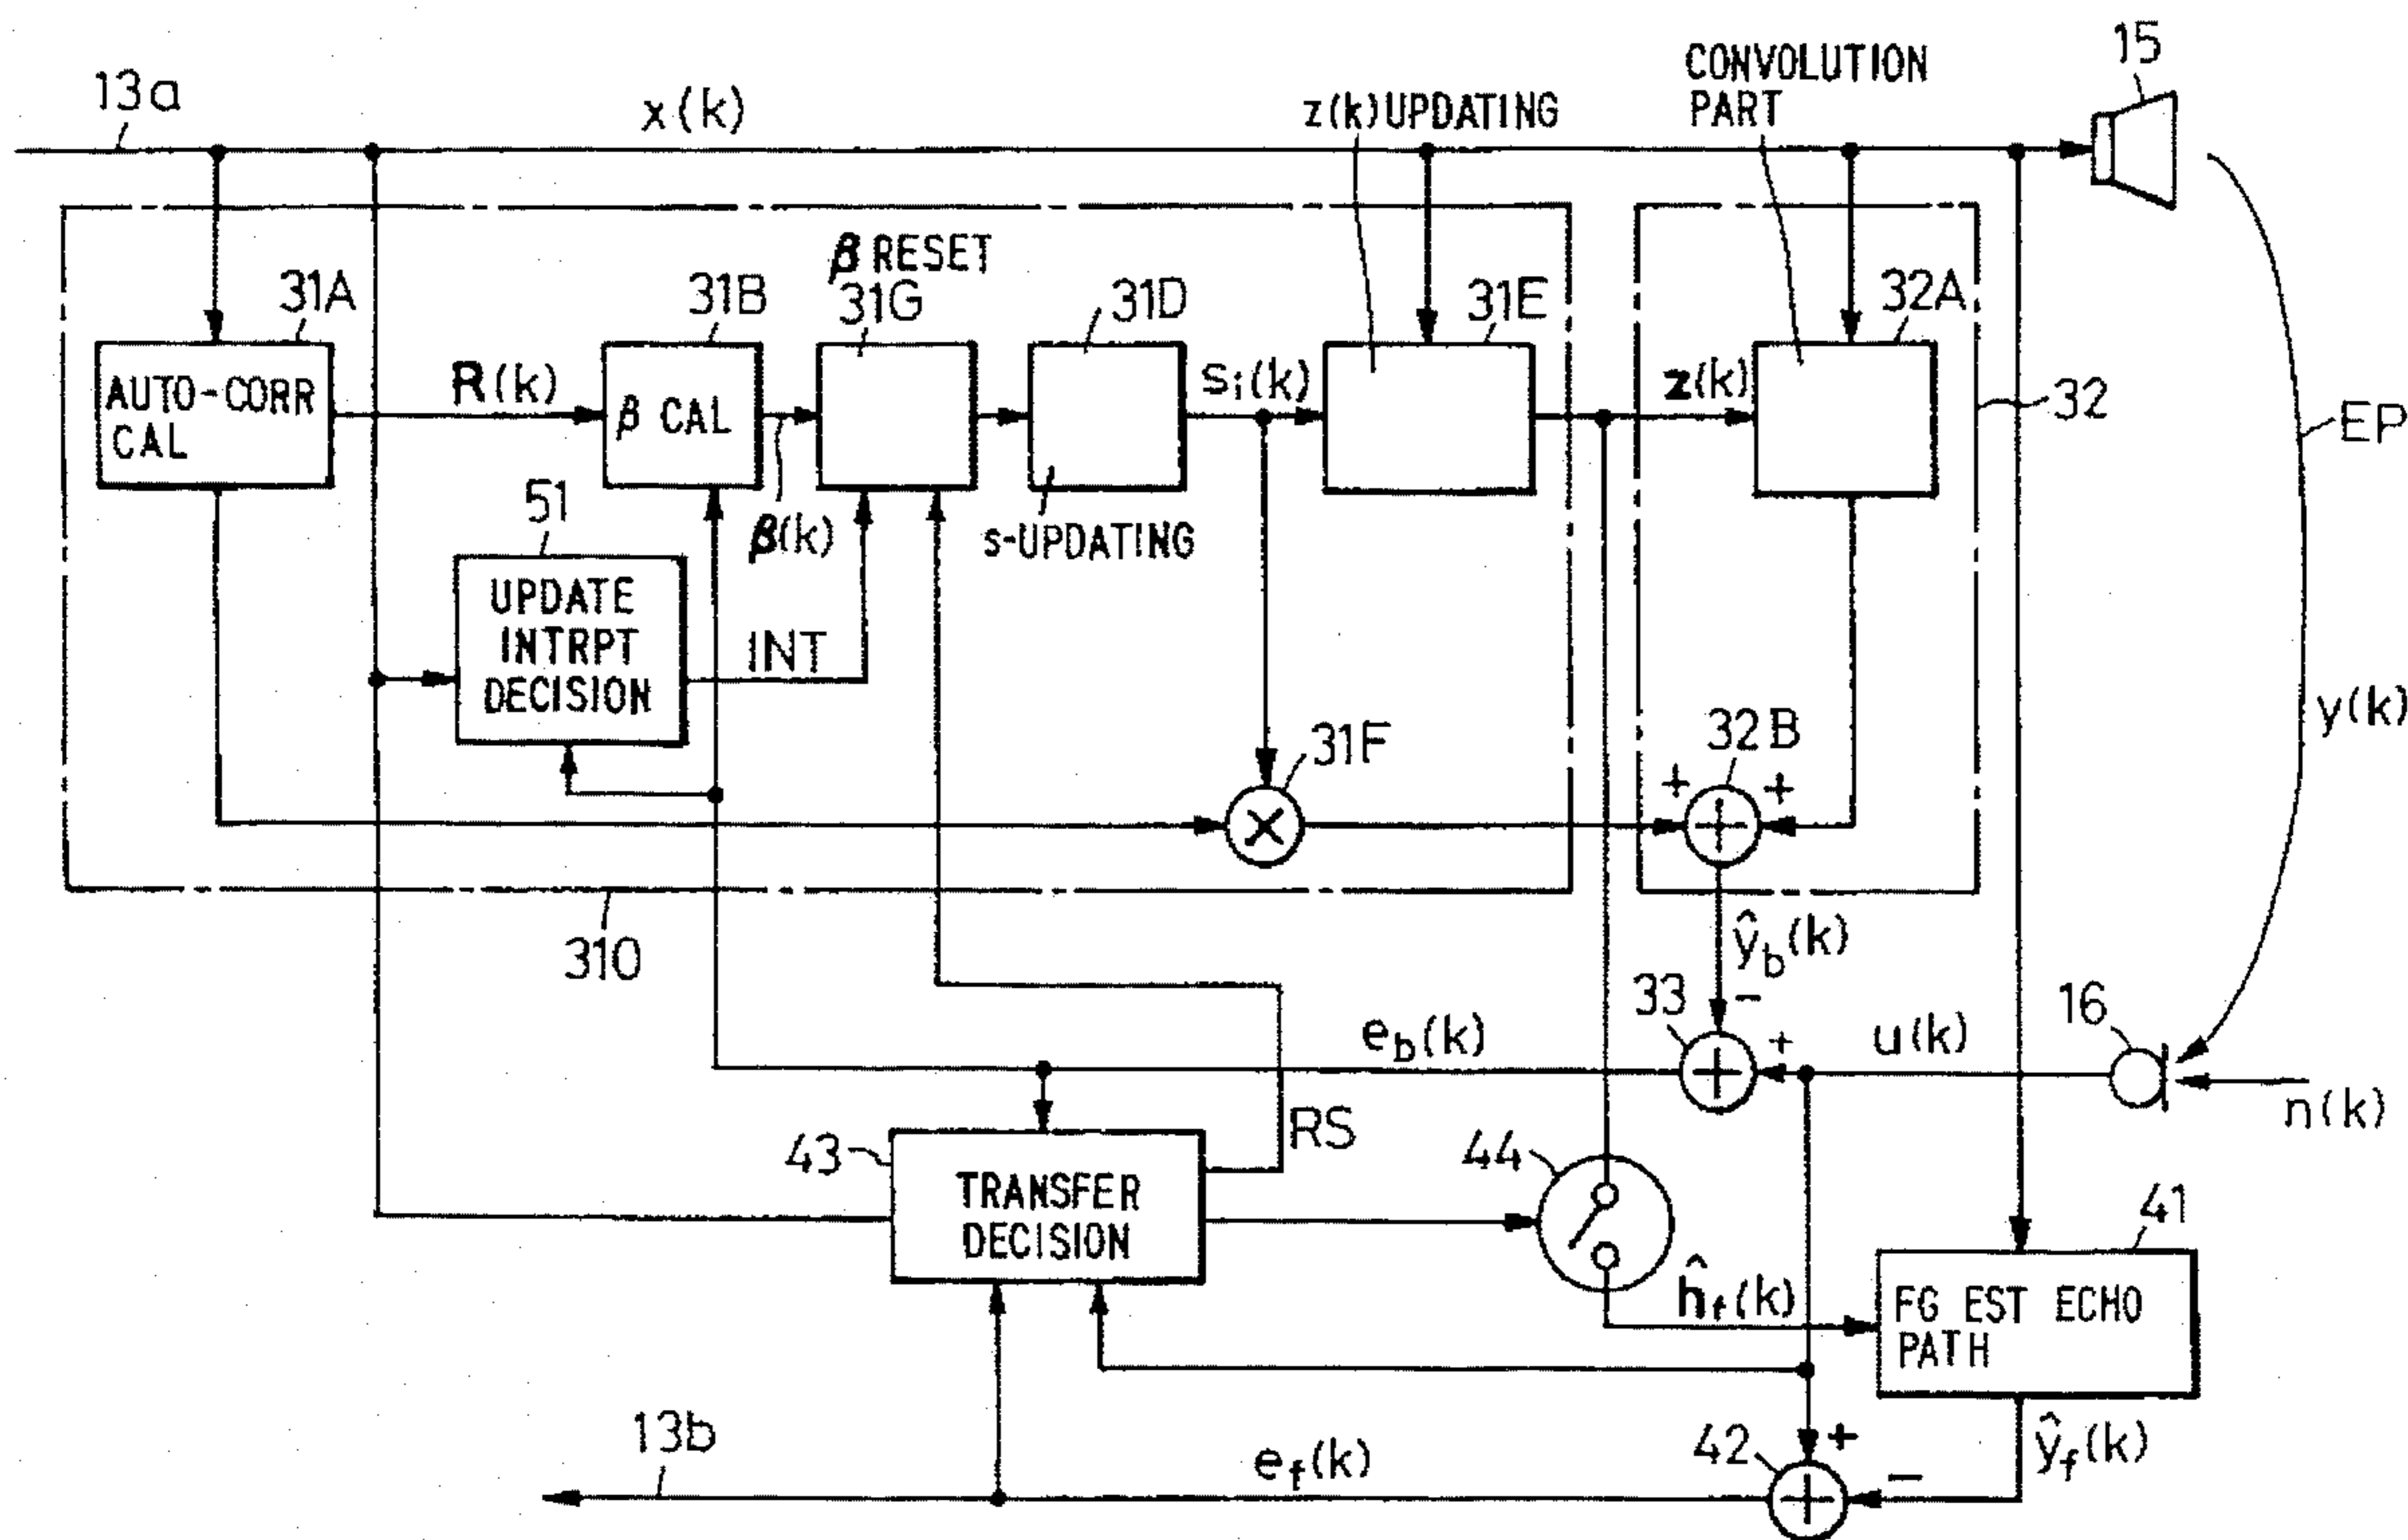 15
CONVOLUTION
PART
13a
x(k)
z(k) UPDATING
β RESET
31A
31B
31G
31D
31E
32A
AUTO-CORR
CAL
R(k)
β CAL
si(k)
z(k)
32
EP
51
β(k)
s-UPDATING
UPDATE
INTRPT
DECISION
INT
31F
32B
+
+
y(k)
310
ŷb(k)
33
-
16
eb(k)
+
u(k)
n(k)
RS
43
44
TRANSFER
DECISION
41
ĥf(k)
FG EST ECHO
PATH
13b
ef(k)
42
+
-
ŷf(k)